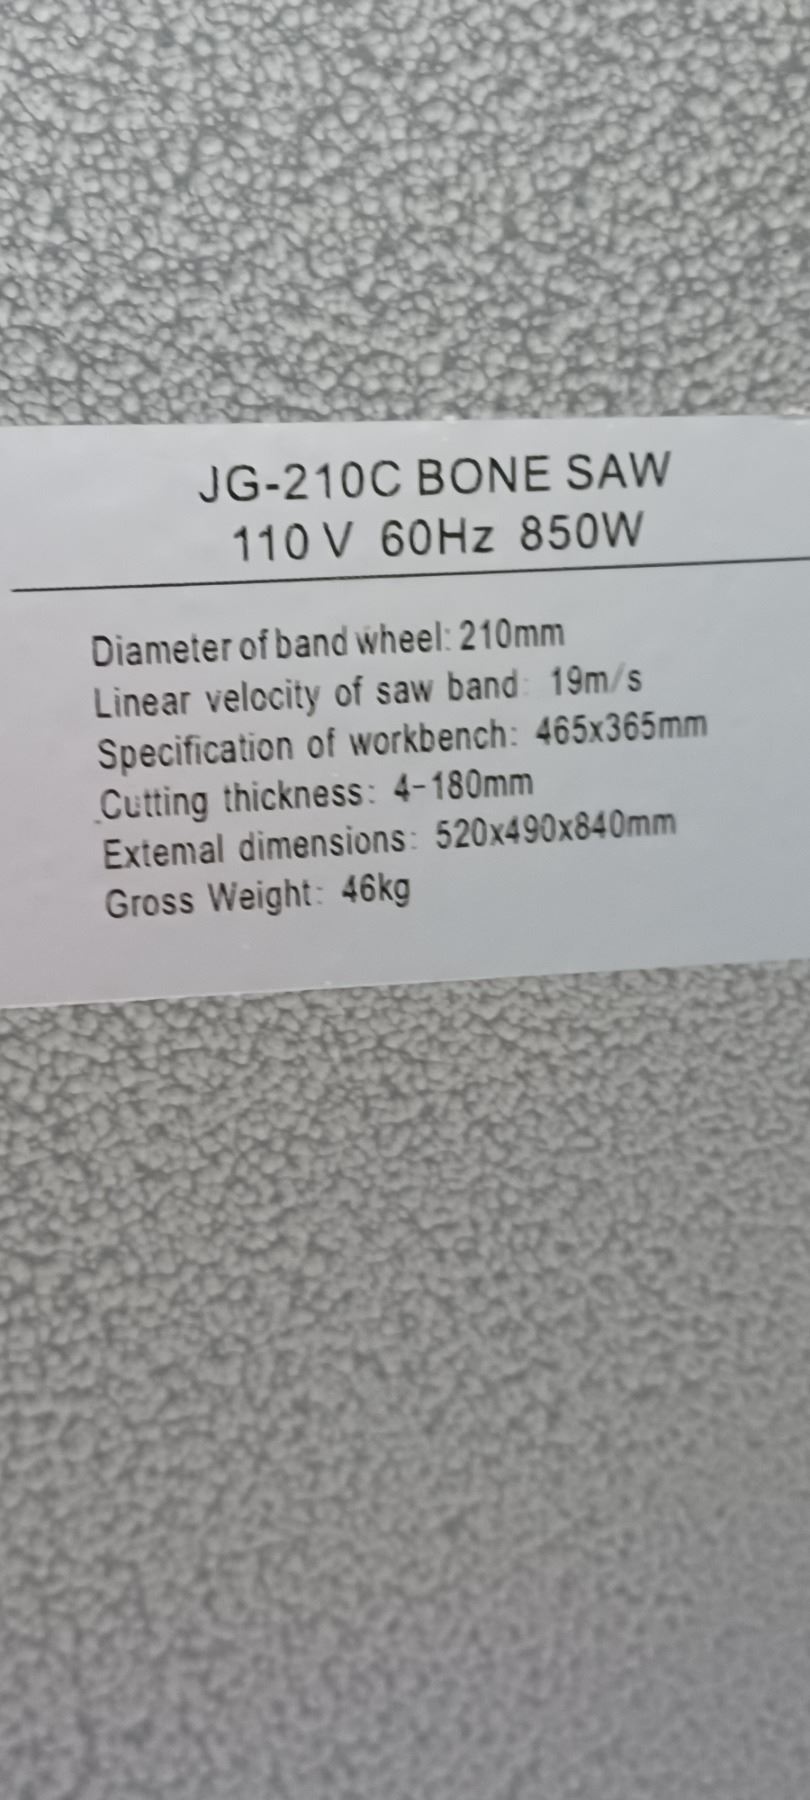 JG-210C BONE SAW
110 V 60Hz 850W
Diameter of band wheel: 210mm
Linear velocity of saw band: 19m/s
Specification of workbench: 465x365mm
Cutting thickness: 4-180mm
Extemal dimensions: 520x490x840mm
Gross Weight: 46kg